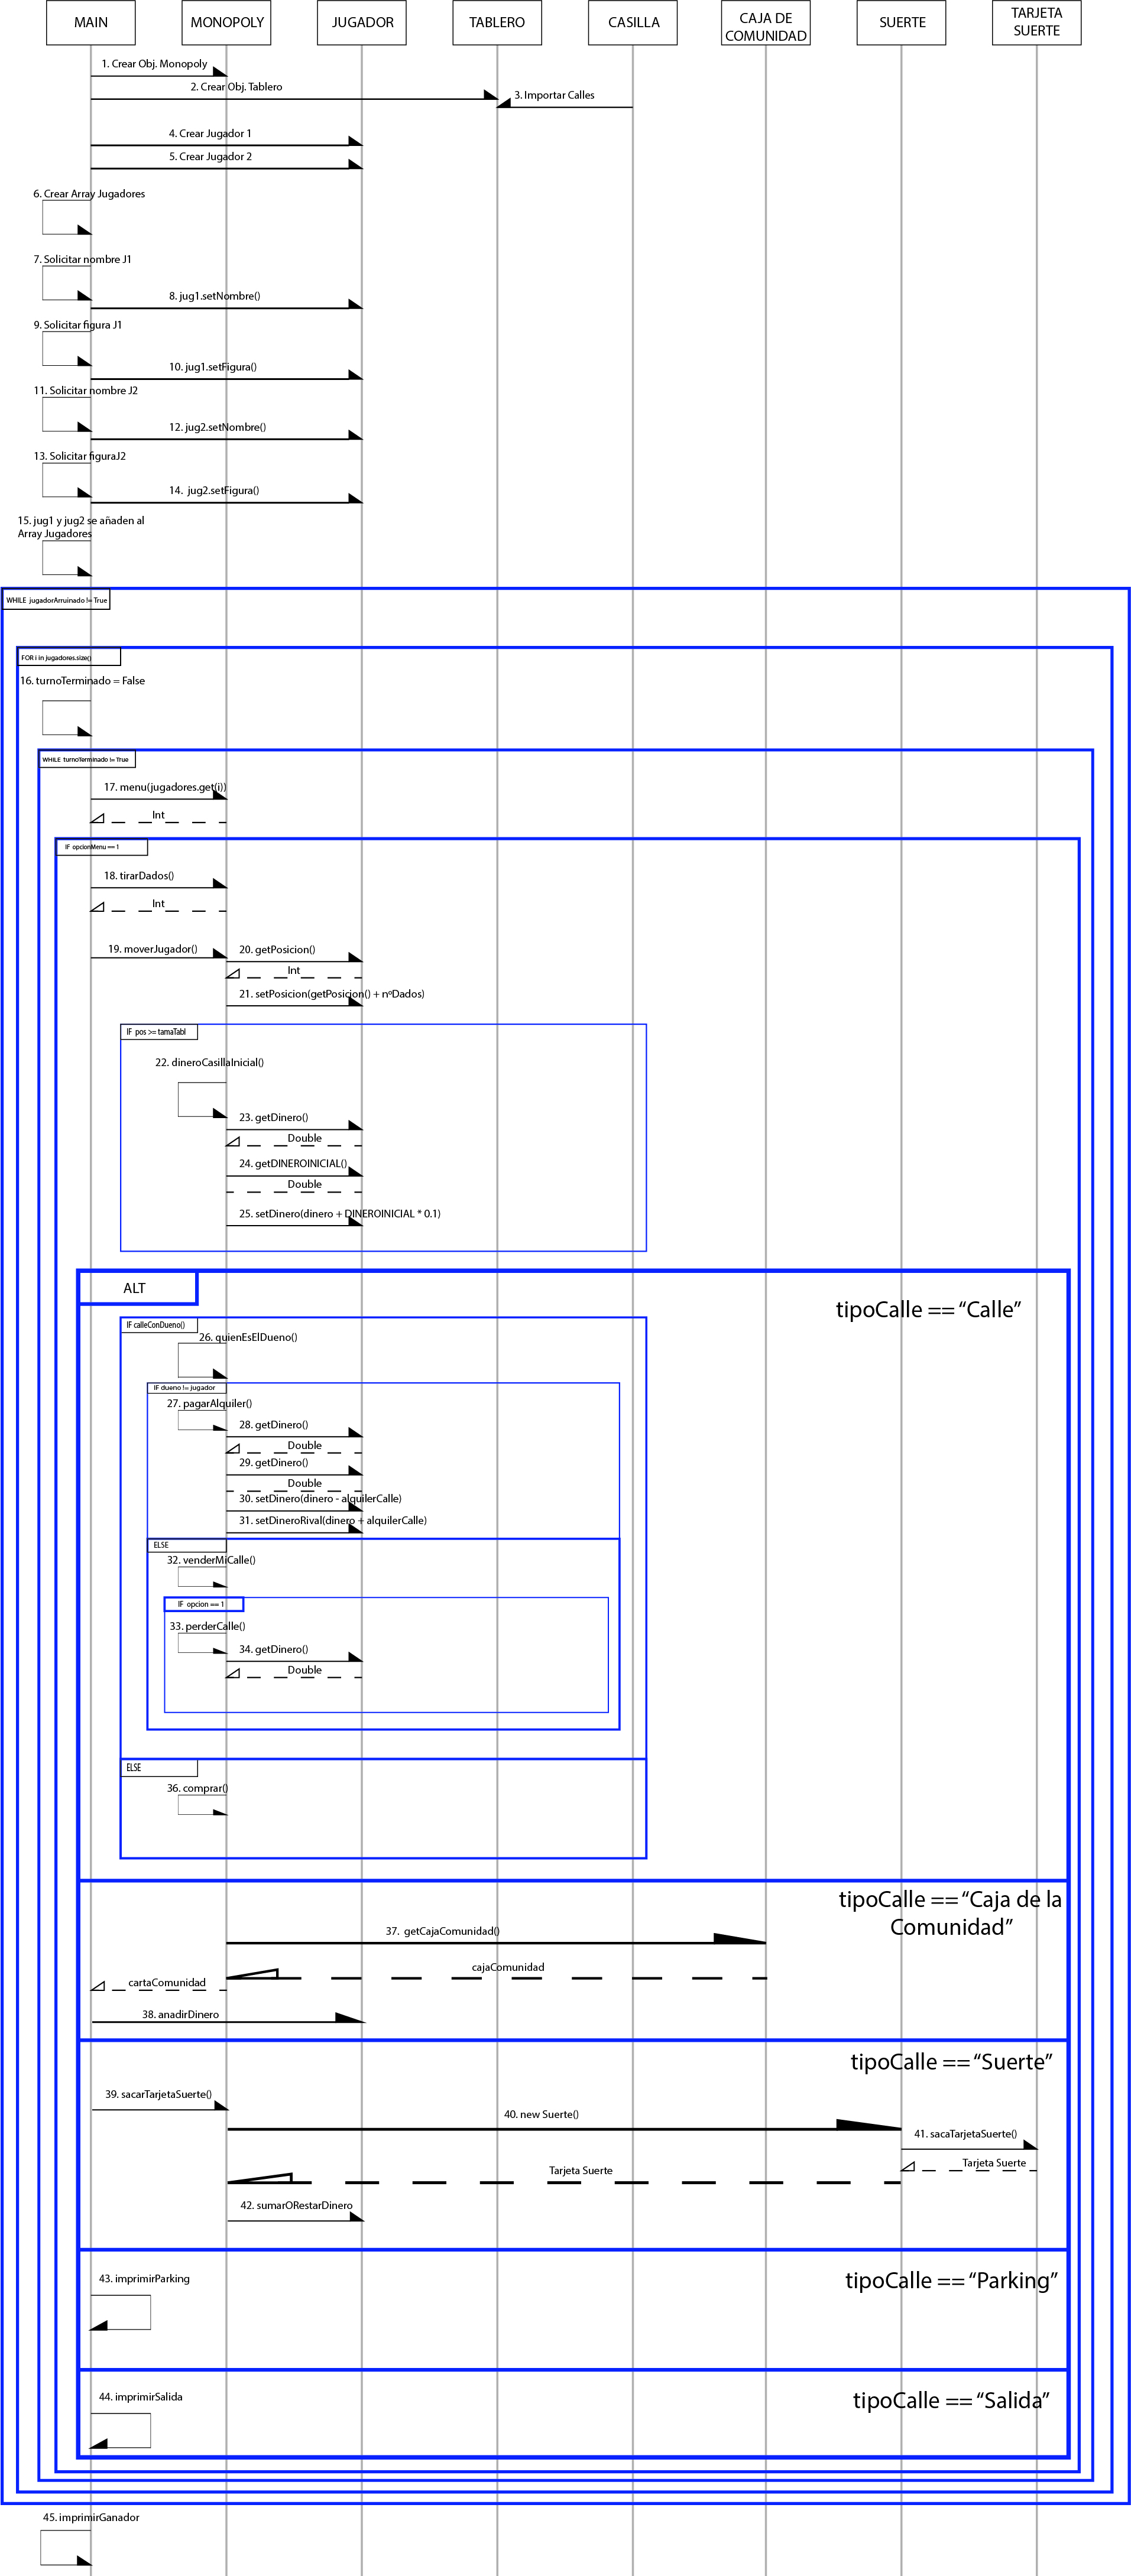 MAIN
MONOPOLY
JUGADOR
TABLERO
CASILLA
CAJA DE
COMUNIDAD
SUERTE
TARJETA
SUERTE
1. Crear Obj. Monopoly
2. Crear Obj. Tablero
3. Importar Calles
4. Crear Jugador 1
5. Crear Jugador 2
6. Crear Array Jugadores
7. Solicitar nombre J1
8. jug1.setNombre()
9. Solicitar figura J1
10. jug1.setFigura()
11. Solicitar nombre J2
12. jug2.setNombre()
13. Solicitar figuraJ2
14. jug2.setFigura()
15. jug1 y jug2 se añaden al
Array Jugadores
WHILE jugadorArruinado != True
FOR i in jugadores.size()
16. turnoTerminado = False
WHILE turnoTerminado != True
17. menu(jugadores.get(i))
Int
IF opcionMenu == 1
18. tirarDados()
Int
19. moverJugador()
20. getPosicion()
Int
21. setPosicion(getPosicion() + nºDados)
IF pos >= tamaTabl
22. dineroCasillaInicial()
23. getDinero()
Double
24. getDINEROINICIAL()
Double
25. setDinero(dinero + DINEROINICIAL * 0.1)
ALT
tipoCalle == “Calle”
IF calleConDueno()
26. quienEsElDueno()
IF dueno != jugador
27. pagarAlquiler()
28. getDinero()
Double
29. getDinero()
Double
30. setDinero(dinero - alquilerCalle)
31. setDineroRival(dinero + alquilerCalle)
ELSE
32. venderMiCalle()
IF opcion == 1
33. perderCalle()
34. getDinero()
Double
ELSE
36. comprar()
tipoCalle == “Caja de la
Comunidad”
37. getCajaComunidad()
cajaComunidad
cartaComunidad
38. anadirDinero
tipoCalle == “Suerte”
39. sacarTarjetaSuerte()
40. new Suerte()
41. sacaTarjetaSuerte()
Tarjeta Suerte
Tarjeta Suerte
42. sumarORestarDinero
43. imprimirParking
tipoCalle == “Parking”
44. imprimirSalida
tipoCalle == “Salida”
45. imprimirGanador